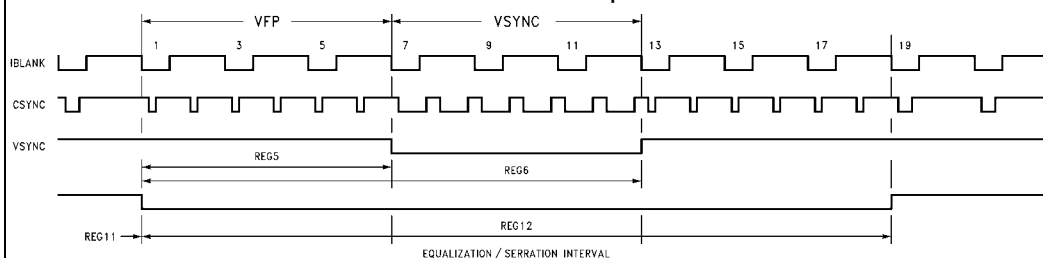 VFP VSYNC
1 3 5 7 9 11 13 15 17 19
HBLANK
CSYNC
VSYNC
REG5
REG6
REG12
REG11
EQUALIZATION / SERRATION INTERVAL